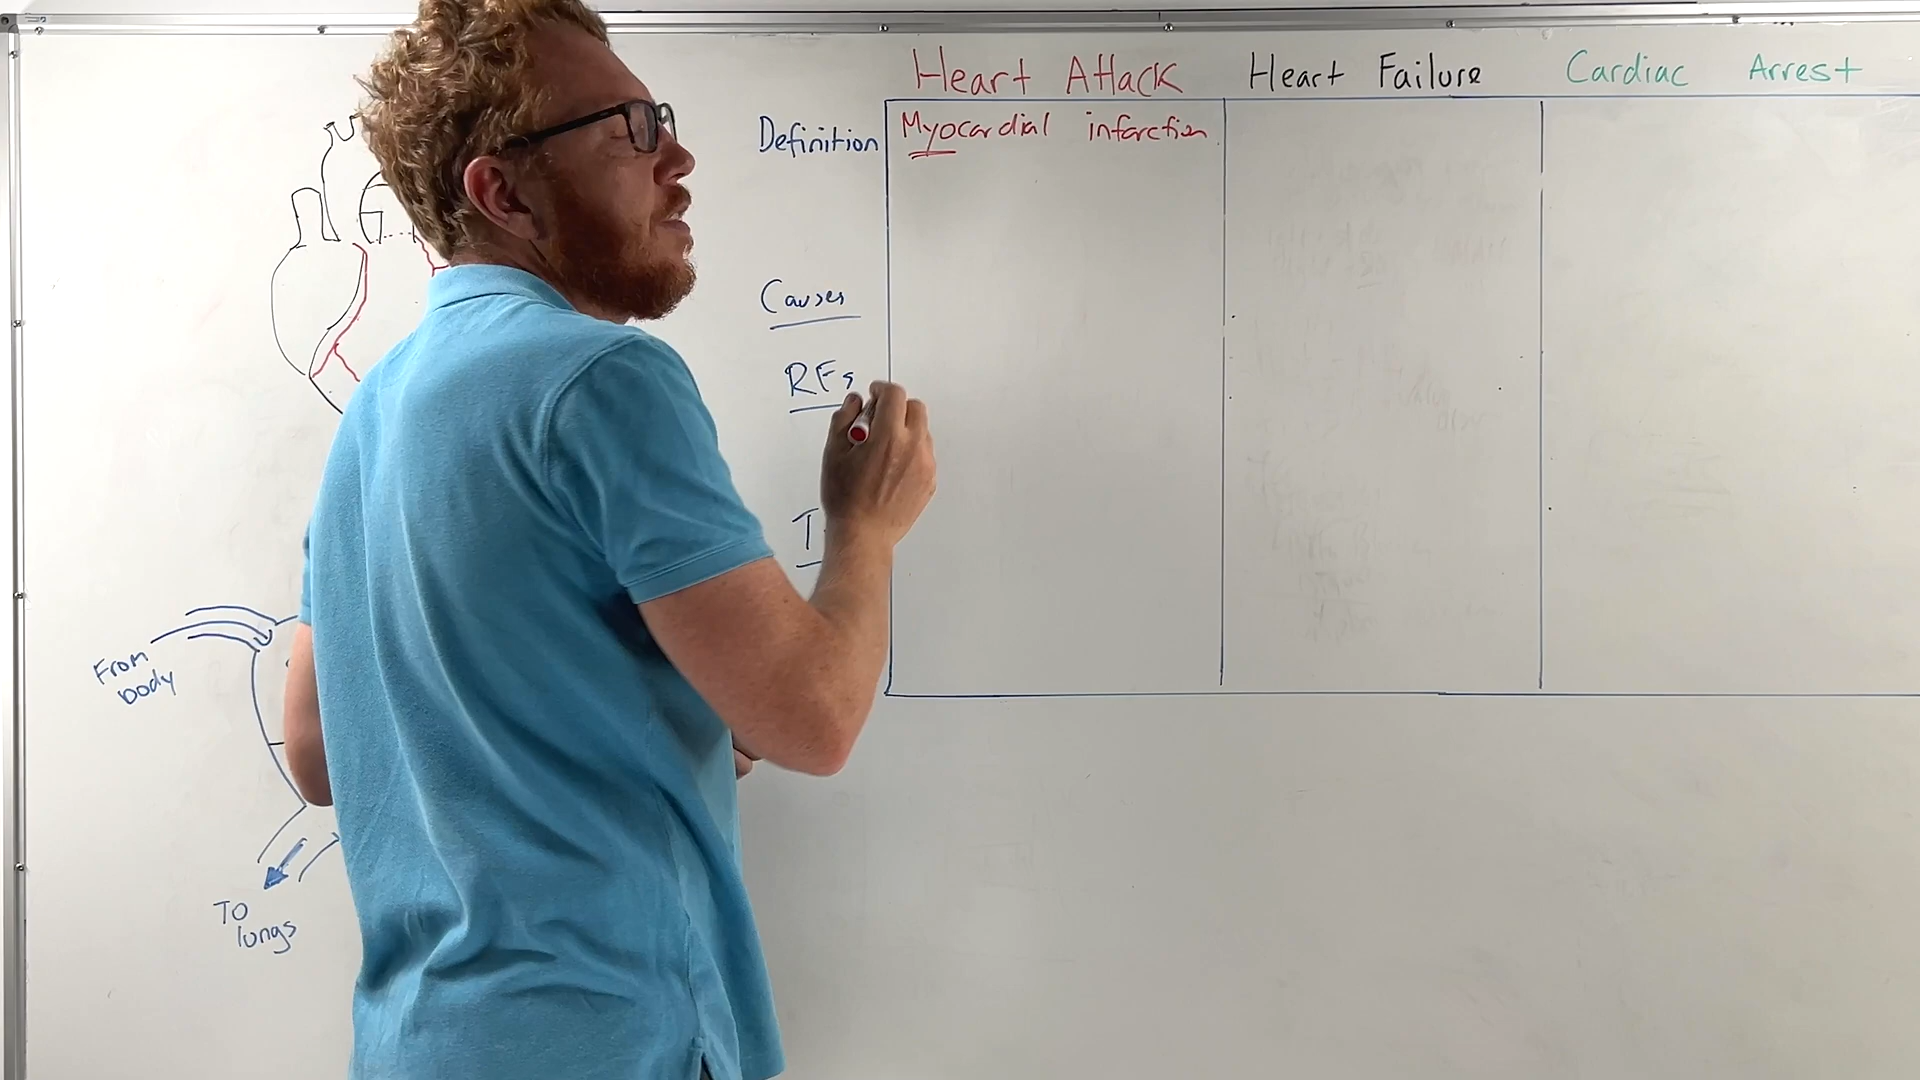 Heart Attack Heart Failure Cardiac Arrest
Definition Myocardial infarction
Causes
RFs
From
body
To
lungs